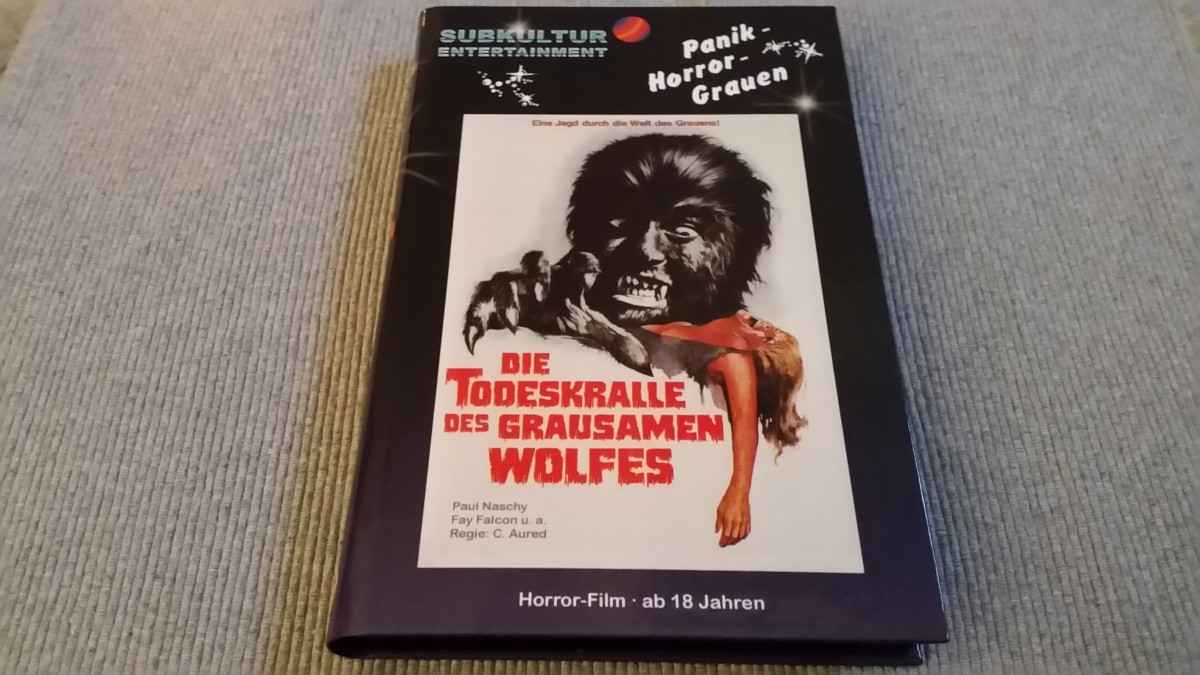 SUBKULTUR
ENTERTAINMENT
Panik -
Horror-
Grauen
Eine Jagd durch die Welt des Grauens!
DIE
TODESKRALLE
DES GRAUSAMEN
WOLFES
Paul Naschy
Fay Falcon u. a.
Regie: C. Aured
Horror-Film · ab 18 Jahren